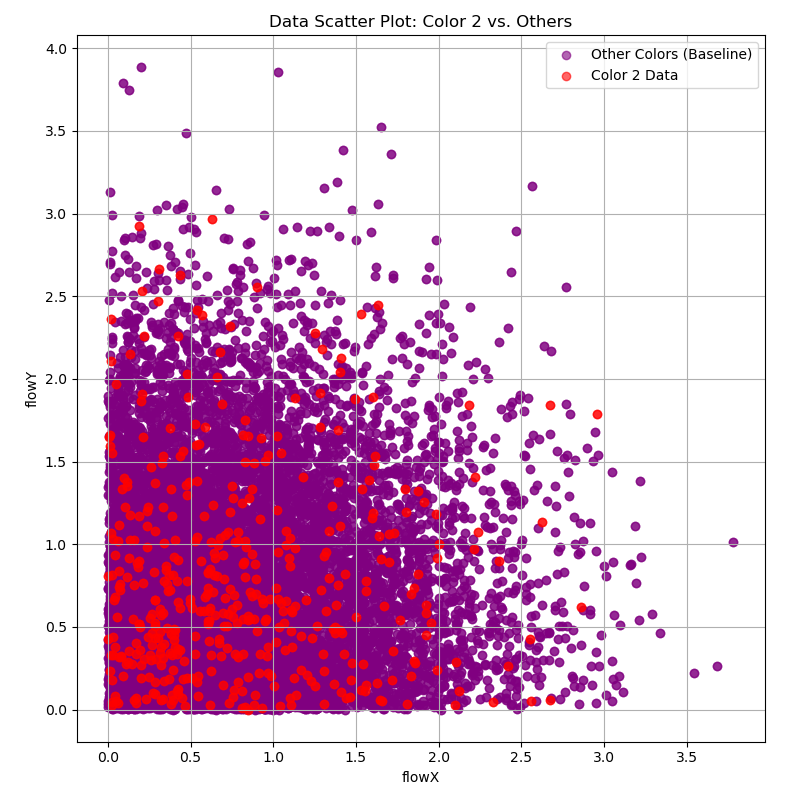 Data Scatter Plot: Color 2 vs. Others
Other Colors (Baseline)
Color 2 Data
4.0
3.5
3.0
2.5
2.0
1.5
1.0
0.5
0.0
flowY
0.0 0.5 1.0 1.5 2.0 2.5 3.0 3.5
flowX